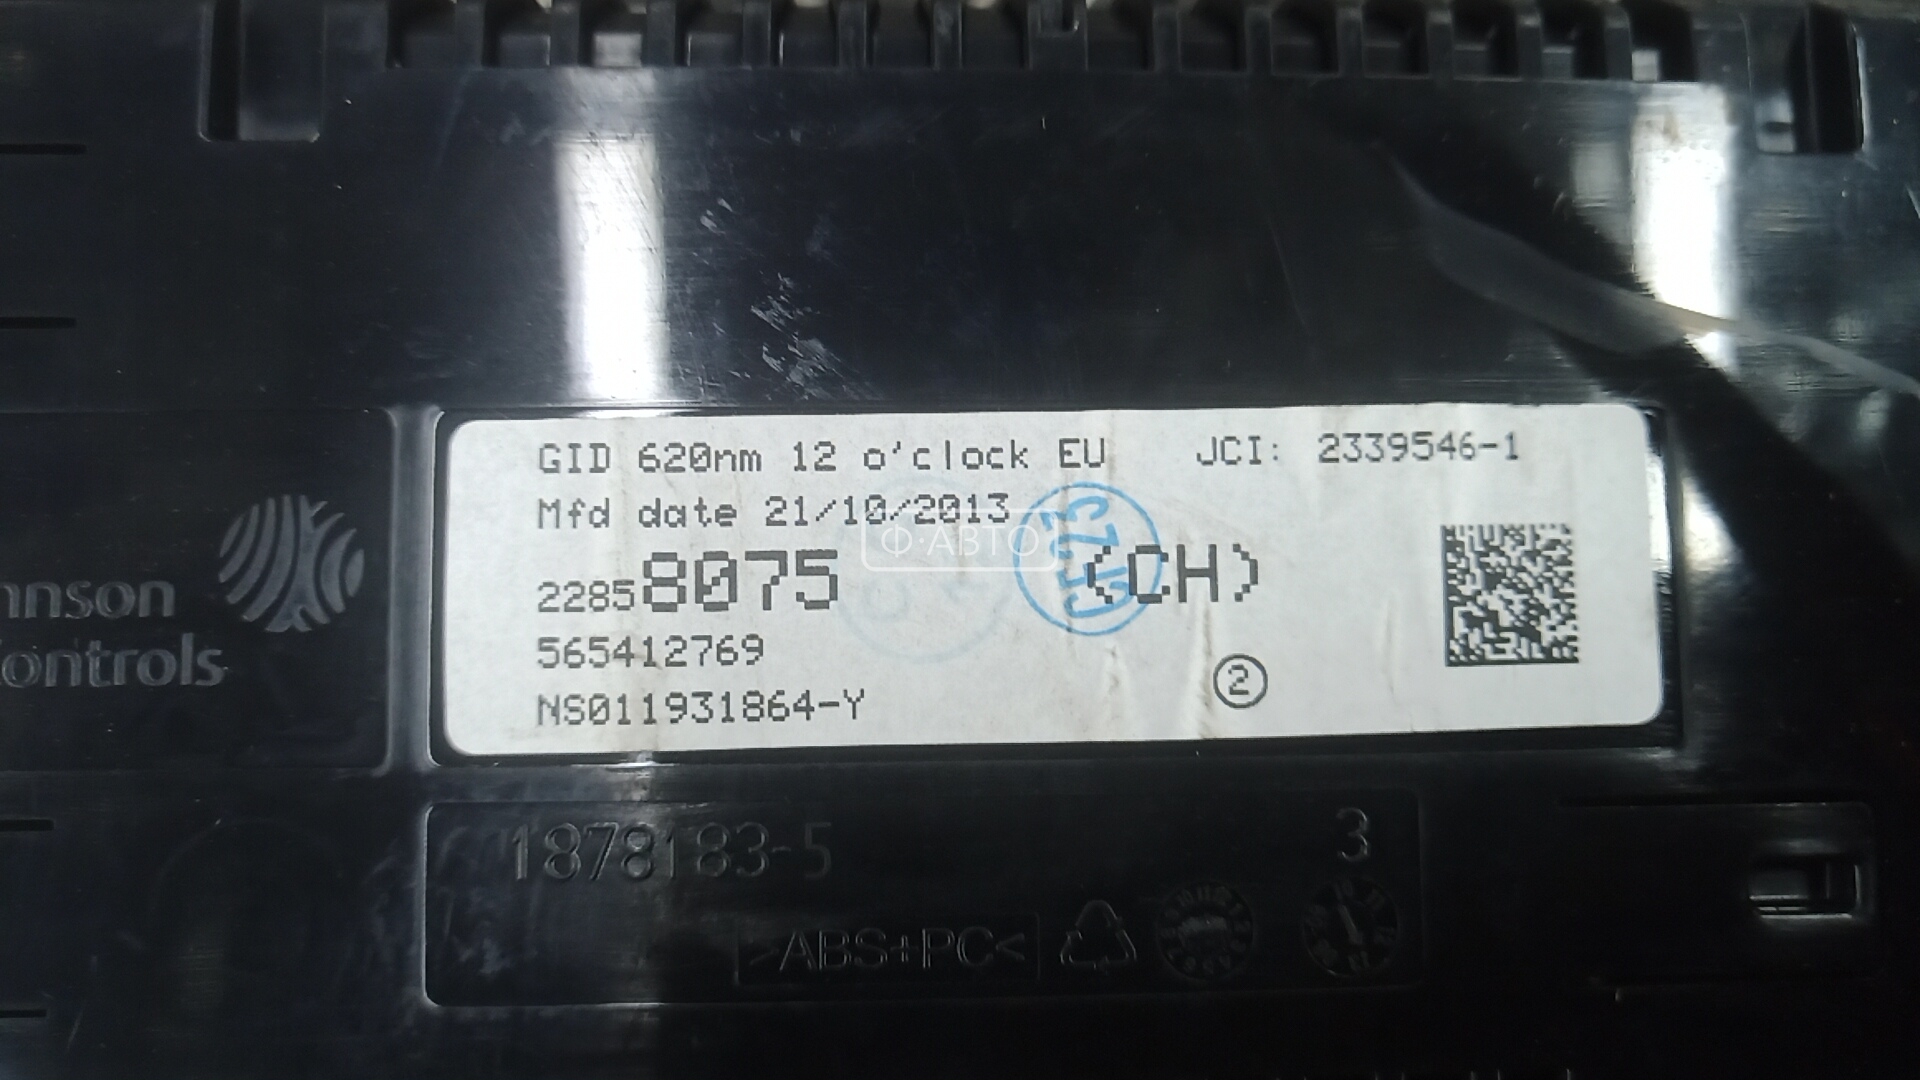 GID 620nm 12 o'clock EU JCI: 2339546-1
Mfd date 21/10/2013
Ф·АВТО
22858075 (CH)
565412769
NS011931864-Y
2
hnson
ontrols
1878183-5 3
>ABS+PC<